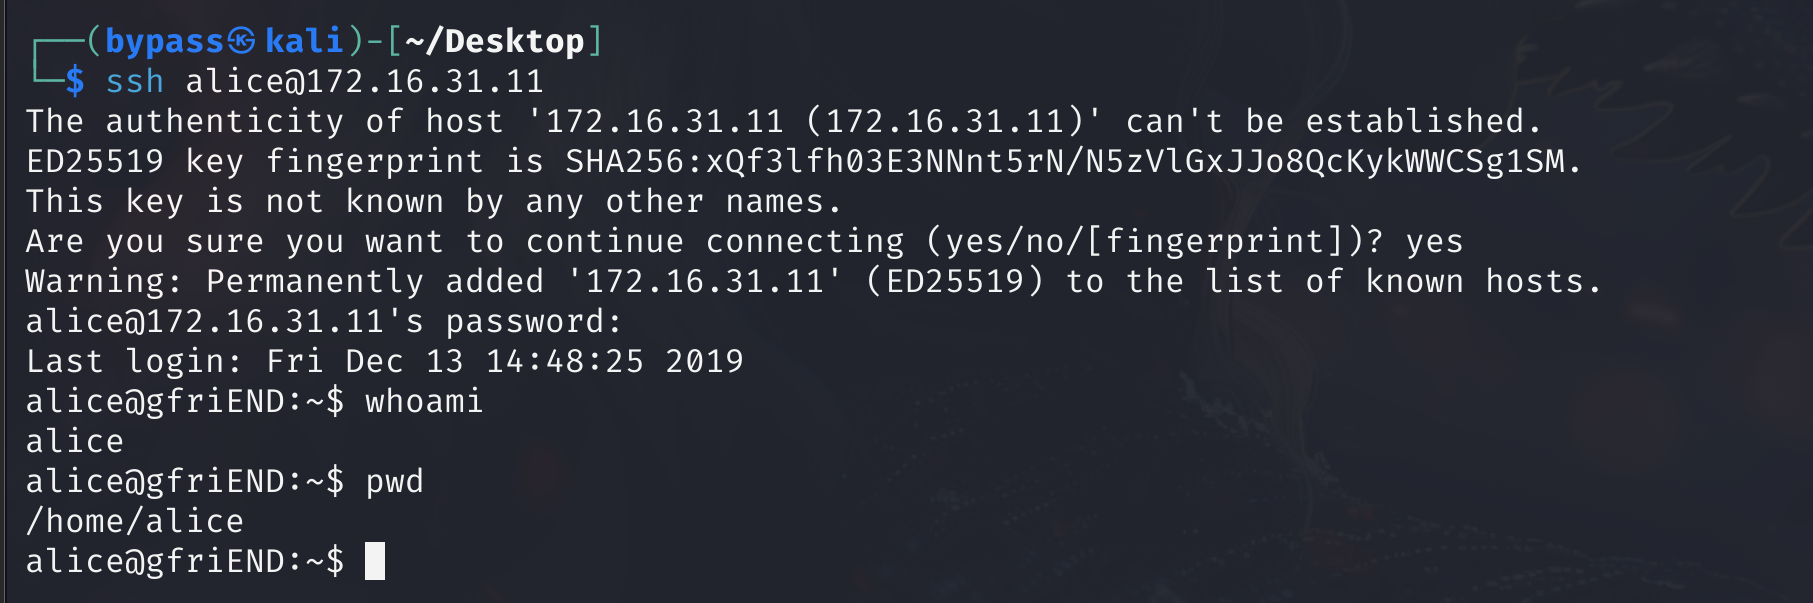 ┌──(bypass㉿kali)-[~/Desktop]
└─$ ssh alice@172.16.31.11
The authenticity of host '172.16.31.11 (172.16.31.11)' can't be established.
ED25519 key fingerprint is SHA256:xQf3lfh03E3NNnt5rN/N5zVlGxJJo8QcKykWWCSg1SM.
This key is not known by any other names.
Are you sure you want to continue connecting (yes/no/[fingerprint])? yes
Warning: Permanently added '172.16.31.11' (ED25519) to the list of known hosts.
alice@172.16.31.11's password:
Last login: Fri Dec 13 14:48:25 2019
alice@gfriEND:~$ whoami
alice
alice@gfriEND:~$ pwd
/home/alice
alice@gfriEND:~$